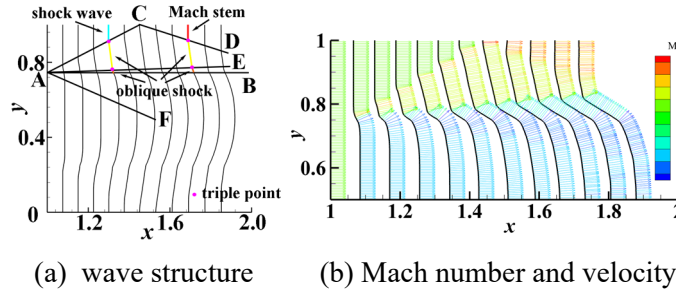 shock wave
C
Mach stem
D
E
0.8
A
oblique shock
B
y
F
0.4
triple point
0
1.2
1.6
2.0
x
(a) wave structure
M
1
0.8
y
0.6
1
1.2
1.4
1.6
1.8
2
x
(b) Mach number and velocity